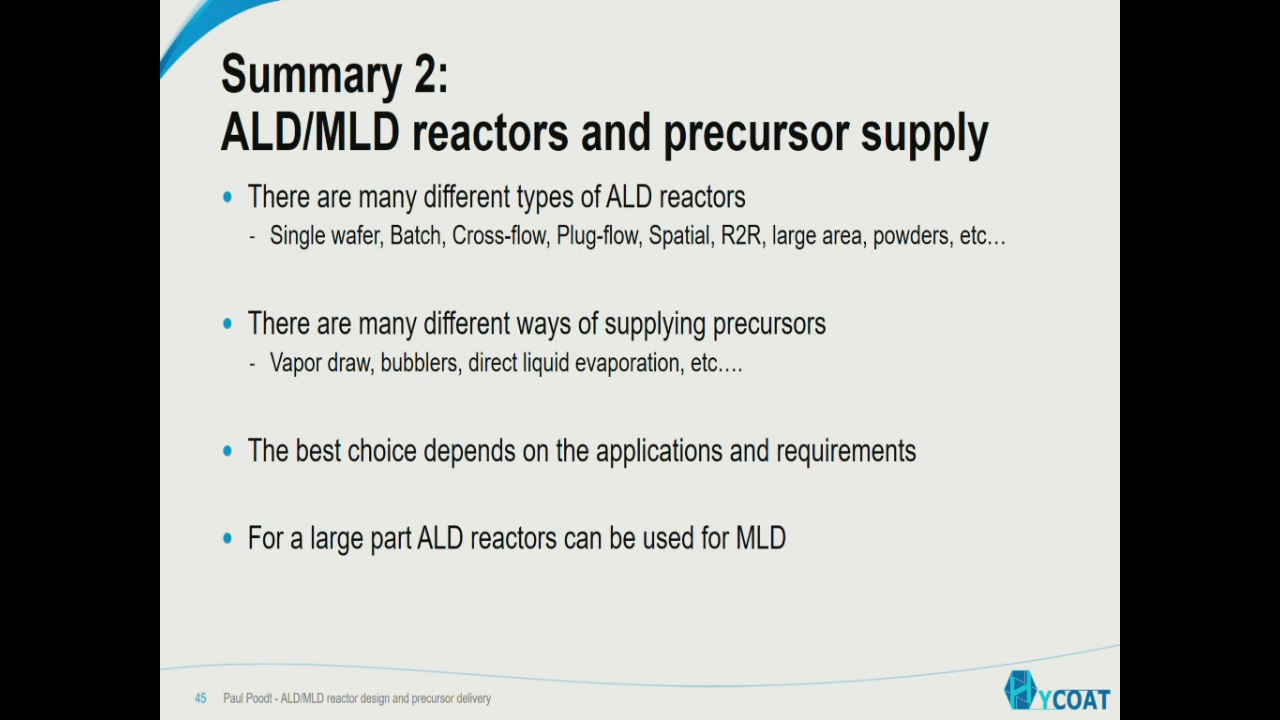 Summary 2:
ALD/MLD reactors and precursor supply
• There are many different types of ALD reactors
- Single wafer, Batch, Cross-flow, Plug-flow, Spatial, R2R, large area, powders, etc…
• There are many different ways of supplying precursors
- Vapor draw, bubblers, direct liquid evaporation, etc….
• The best choice depends on the applications and requirements
• For a large part ALD reactors can be used for MLD
45 Paul Poodt - ALD/MLD reactor design and precursor delivery
HYCOAT